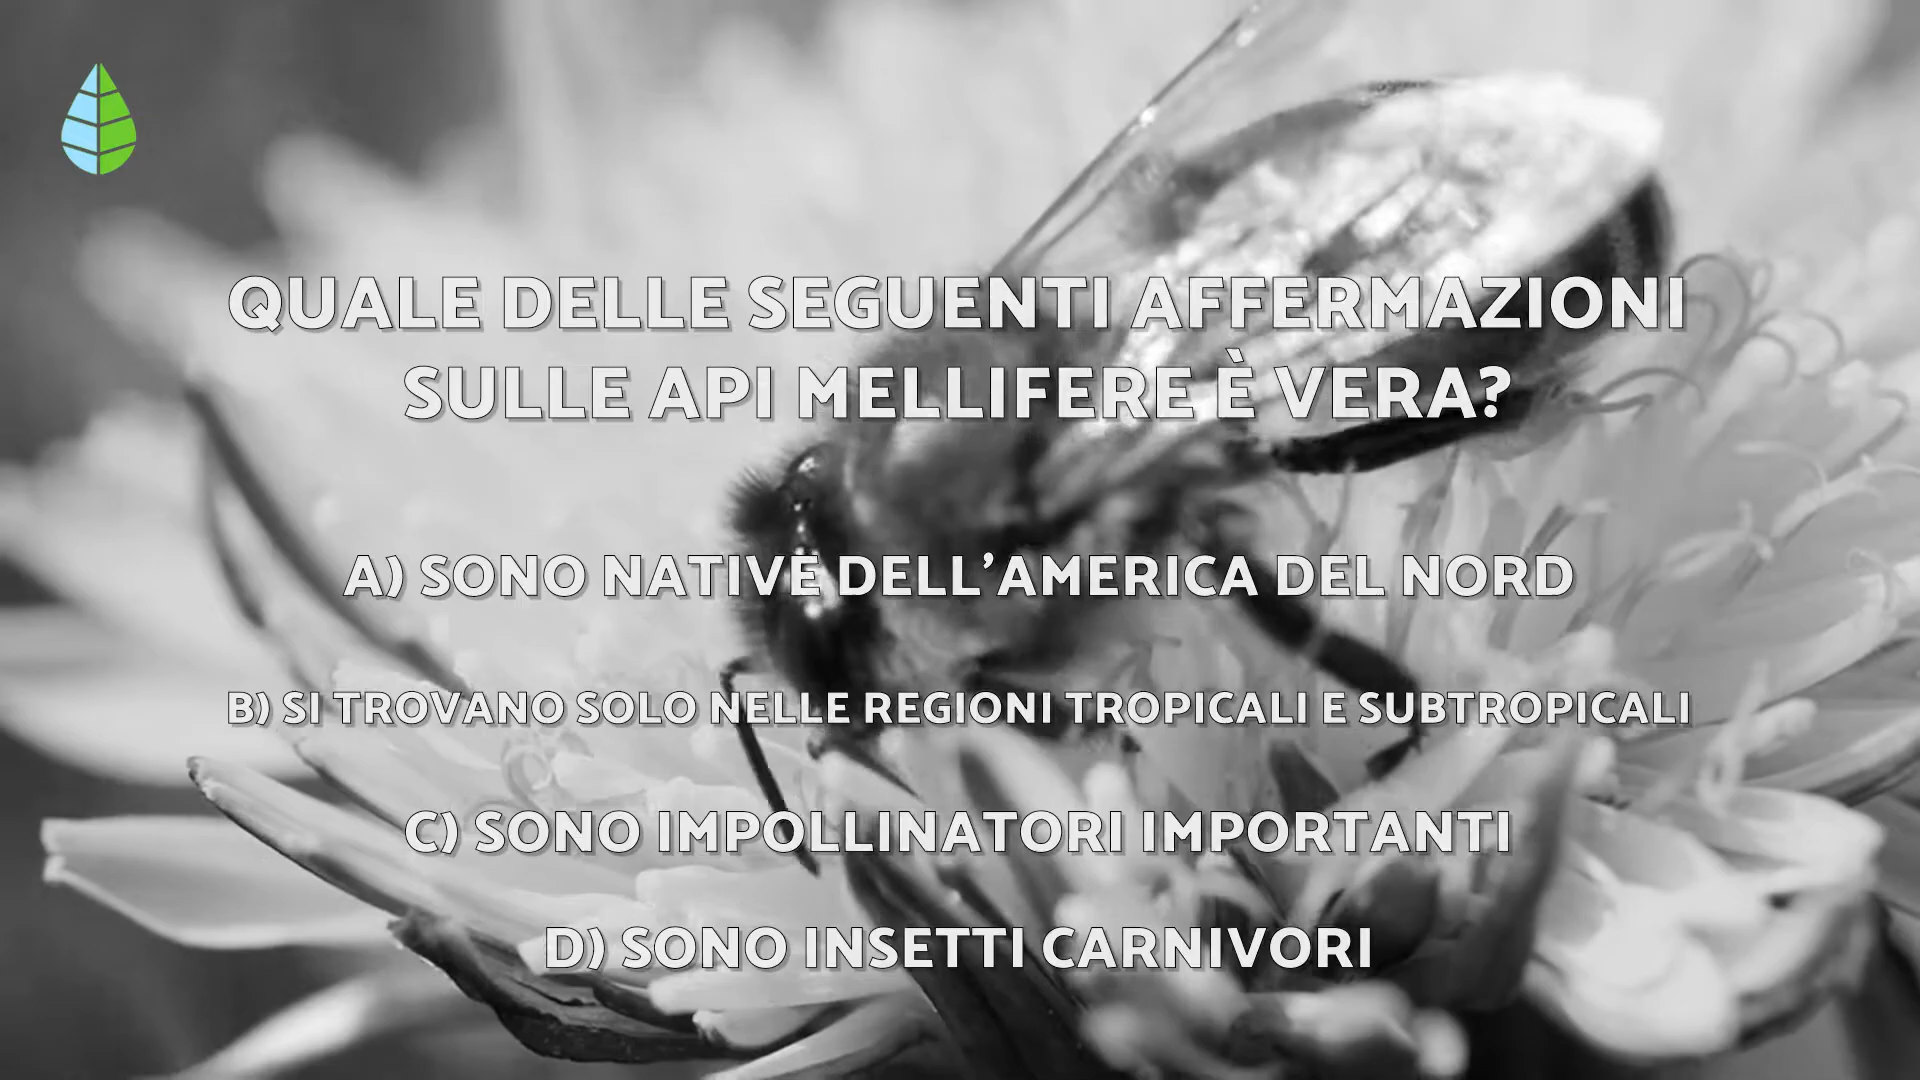 QUALE DELLE SEGUENTI AFFERMAZIONI
SULLE API MELLIFERE È VERA?
A) SONO NATIVE DELL'AMERICA DEL NORD
B) SI TROVANO SOLO NELLE REGIONI TROPICALI E SUBTROPICALI
C) SONO IMPOLLINATORI IMPORTANTI
D) SONO INSETTI CARNIVORI